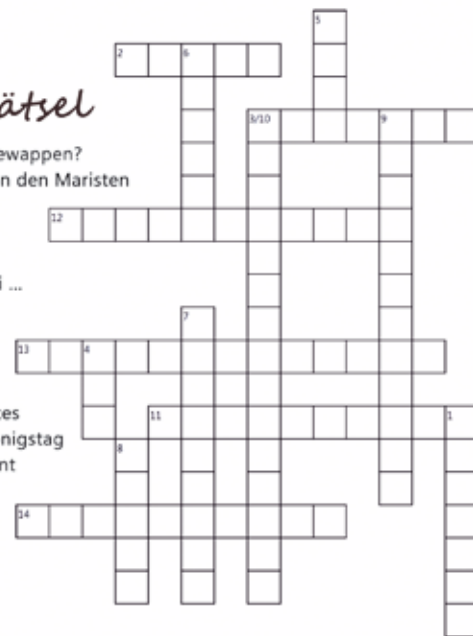 5
2
6
ätsel
3/10
9
ewappen?
n den Maristen
12
i ...
7
13
4
tes
11
1
nigstag
8
nt
14